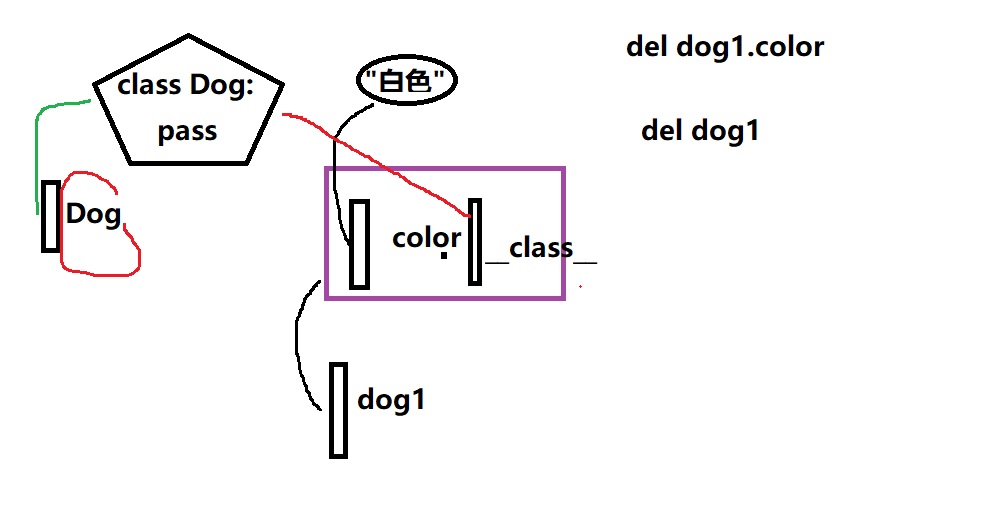 class Dog:
pass
"白色"
del dog1.color
del dog1
Dog
color
__class__
dog1